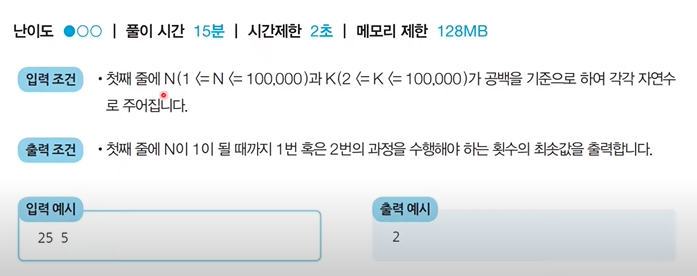 난이도 ●○○ | 풀이 시간 15분 | 시간제한 2초 | 메모리 제한 128MB
입력 조건 • 첫째 줄에 N(1 <= N <= 100,000)과 K(2 <= K <= 100,000)가 공백을 기준으로 하여 각각 자연수
로 주어집니다.
출력 조건 • 첫째 줄에 N이 1이 될 때까지 1번 혹은 2번의 과정을 수행해야 하는 횟수의 최솟값을 출력합니다.
입력 예시
25 5
출력 예시
2